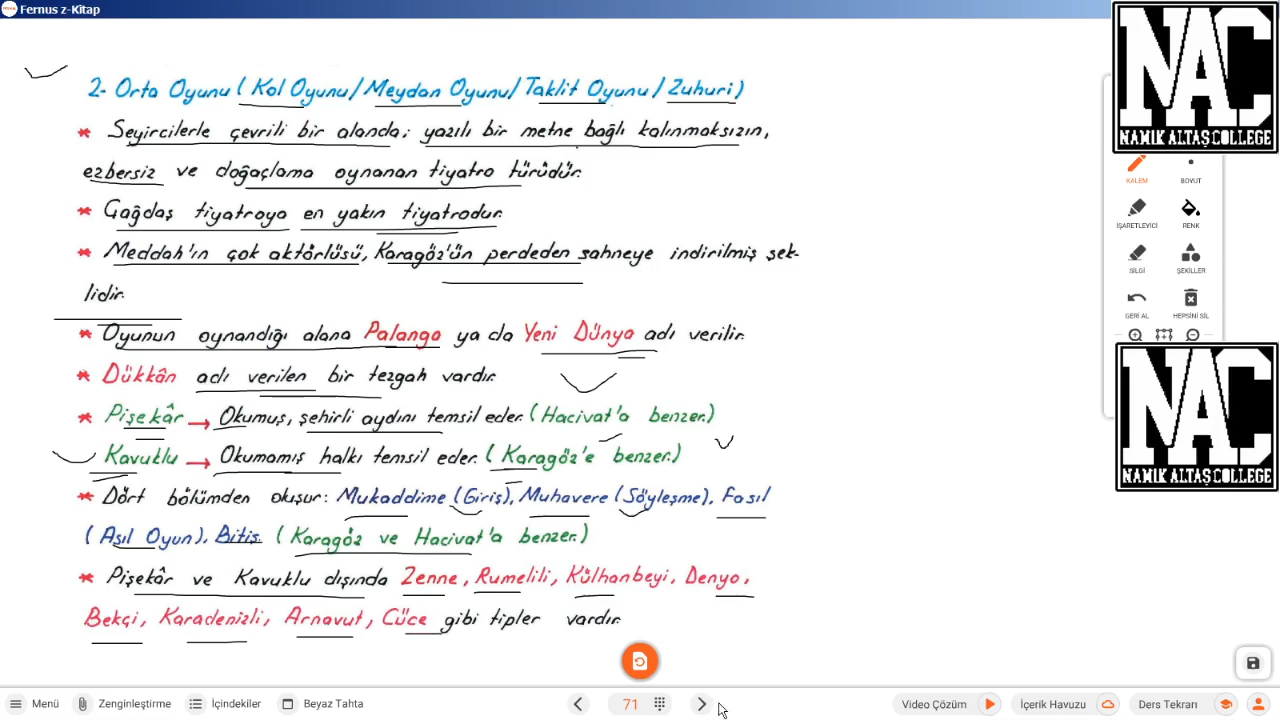 Fernus z-Kitap
2- Orta Oyunu (Kol Oyunu/Meydan Oyunu/Taklit Oyunu/Zuhuri)
* Seyircilerle çevrili bir alanda; yazılı bir metne bağlı kalınmaksızın,
ezbersiz ve doğaçlama oynanan tiyatro türüdür.
* Çağdaş tiyatroya en yakın tiyatrodur.
* Meddah'ın çok aktörlüsü, Karagöz'ün perdeden sahneye indirilmiş şek-
lidir.
* Oyunun oynandığı alana Palanga ya da Yeni Dünya adı verilir.
* Dükkân adı verilen bir tezgah vardır.
* Pişekâr → Okumuş, şehirli aydını temsil eder. (Hacivat'a benzer.)
Kavuklu → Okumamış halkı temsil eder. (Karagöz'e benzer.)
* Dört bölümden oluşur: Mukaddime (Giriş), Muhavere (Söyleşme), Fasıl
(Asıl Oyun), Bitiş. (Karagöz ve Hacivat'a benzer.)
* Pişekâr ve Kavuklu dışında Zenne, Rumelili, Külhanbeyi, Denyo,
Bekçi, Karadenizli, Arnavut, Cüce gibi tipler vardır.
NAC
NAMIK ALTAŞ COLLEGE
KALEM BOYUT
İŞARETLEYİCİ RENK
SİLGİ ŞEKİLLER
GERİ AL HEPSİNİ SİL
NAC
NAMIK ALTAŞ COLLEGE
Menü Zenginleştirme İçindekiler Beyaz Tahta 71 Video Çözüm İçerik Havuzu Ders Tekrarı